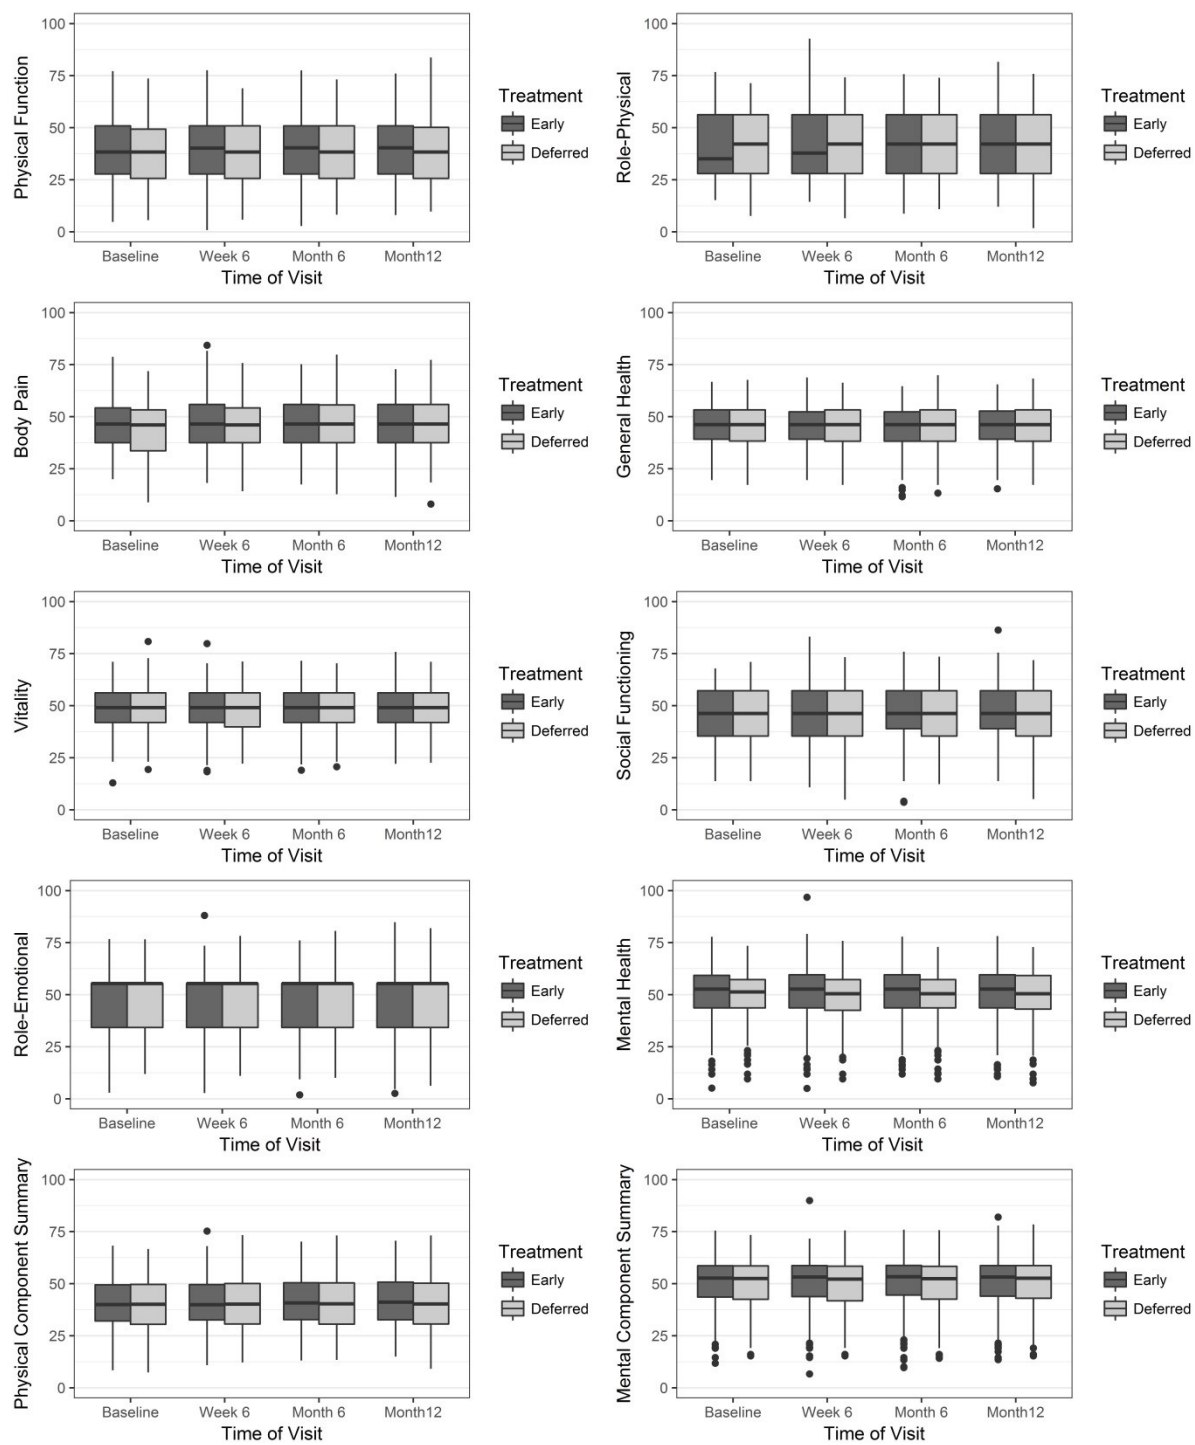 Physical Function
100
75
50
25
0
Baseline Week 6 Month 6 Month12
Time of Visit
Treatment
Early
Deferred
Role-Physical
100
75
50
25
0
Baseline Week 6 Month 6 Month12
Time of Visit
Treatment
Early
Deferred
Body Pain
100
75
50
25
0
Baseline Week 6 Month 6 Month12
Time of Visit
Treatment
Early
Deferred
General Health
100
75
50
25
0
Baseline Week 6 Month 6 Month12
Time of Visit
Treatment
Early
Deferred
Vitality
100
75
50
25
0
Baseline Week 6 Month 6 Month12
Time of Visit
Treatment
Early
Deferred
Social Functioning
100
75
50
25
0
Baseline Week 6 Month 6 Month12
Time of Visit
Treatment
Early
Deferred
Role-Emotional
100
75
50
25
0
Baseline Week 6 Month 6 Month12
Time of Visit
Treatment
Early
Deferred
Mental Health
100
75
50
25
0
Baseline Week 6 Month 6 Month12
Time of Visit
Treatment
Early
Deferred
Physical Component Summary
100
75
50
25
0
Baseline Week 6 Month 6 Month12
Time of Visit
Treatment
Early
Deferred
Mental Component Summary
100
75
50
25
0
Baseline Week 6 Month 6 Month12
Time of Visit
Treatment
Early
Deferred